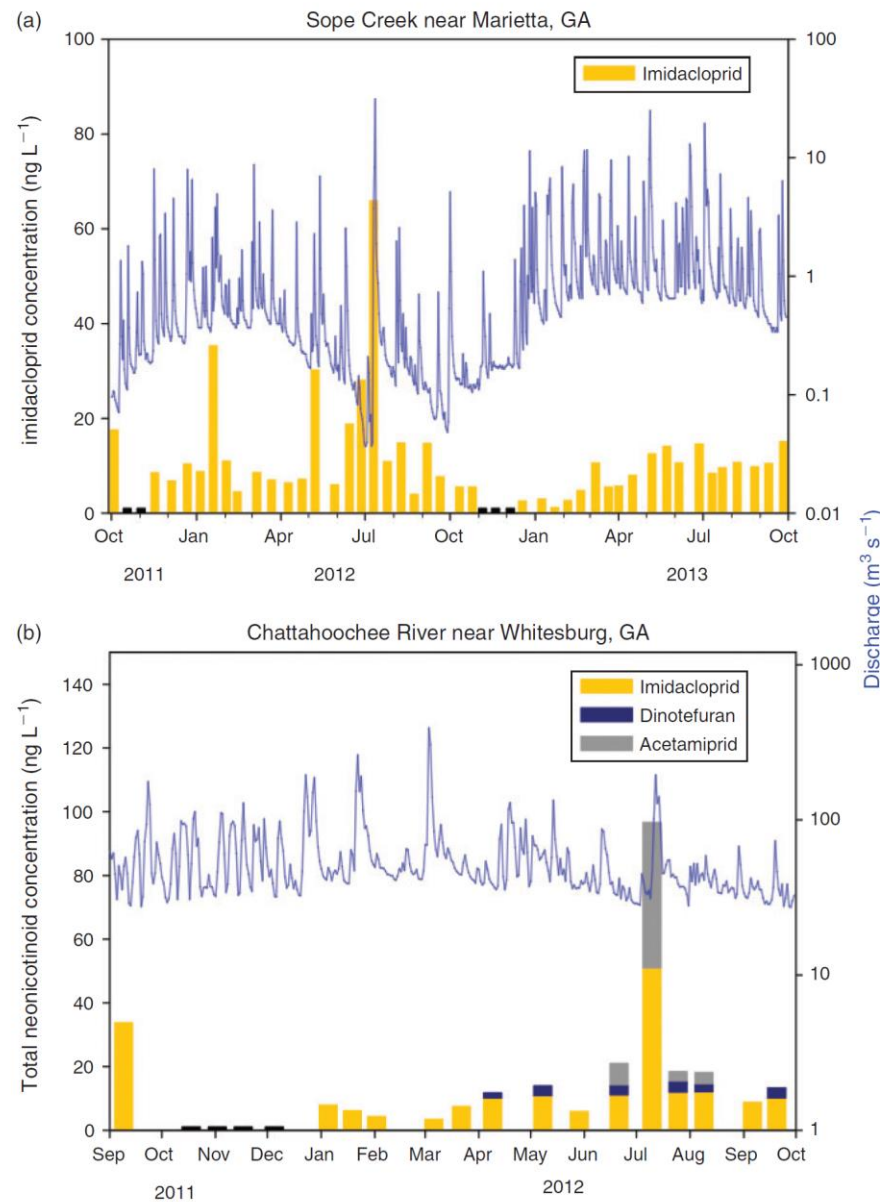 (a) Sope Creek near Marietta, GA
100 100
Imidacloprid
80
10
60
1
40
0.1
20
0 0.01
Oct Jan Apr Jul Oct Jan Apr Jul Oct
2011 2012 2013
imidacloprid concentration (ng L−1)
Discharge (m3 s−1)
(b) Chattahoochee River near Whitesburg, GA
1000
140
Imidacloprid
Dinotefuran
120
Acetamiprid
100 100
80
60
10
40
20
0 1
Sep Oct Nov Dec Jan Feb Mar Apr May Jun Jul Aug Sep Oct
2011 2012
Total neonicotinoid concentration (ng L−1)